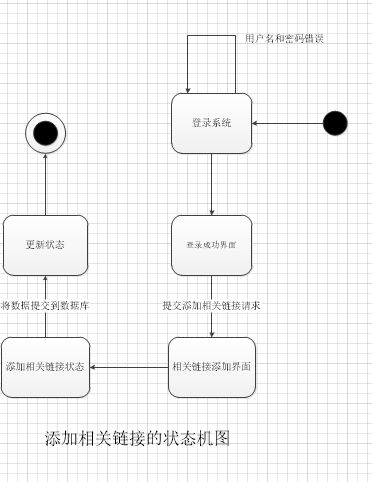 用户名和密码错误
登录系统
更新状态
登录成功界面
将数据提交到数据库
提交添加相关链接请求
添加相关链接状态
相关链接添加界面
添加相关链接的状态机图